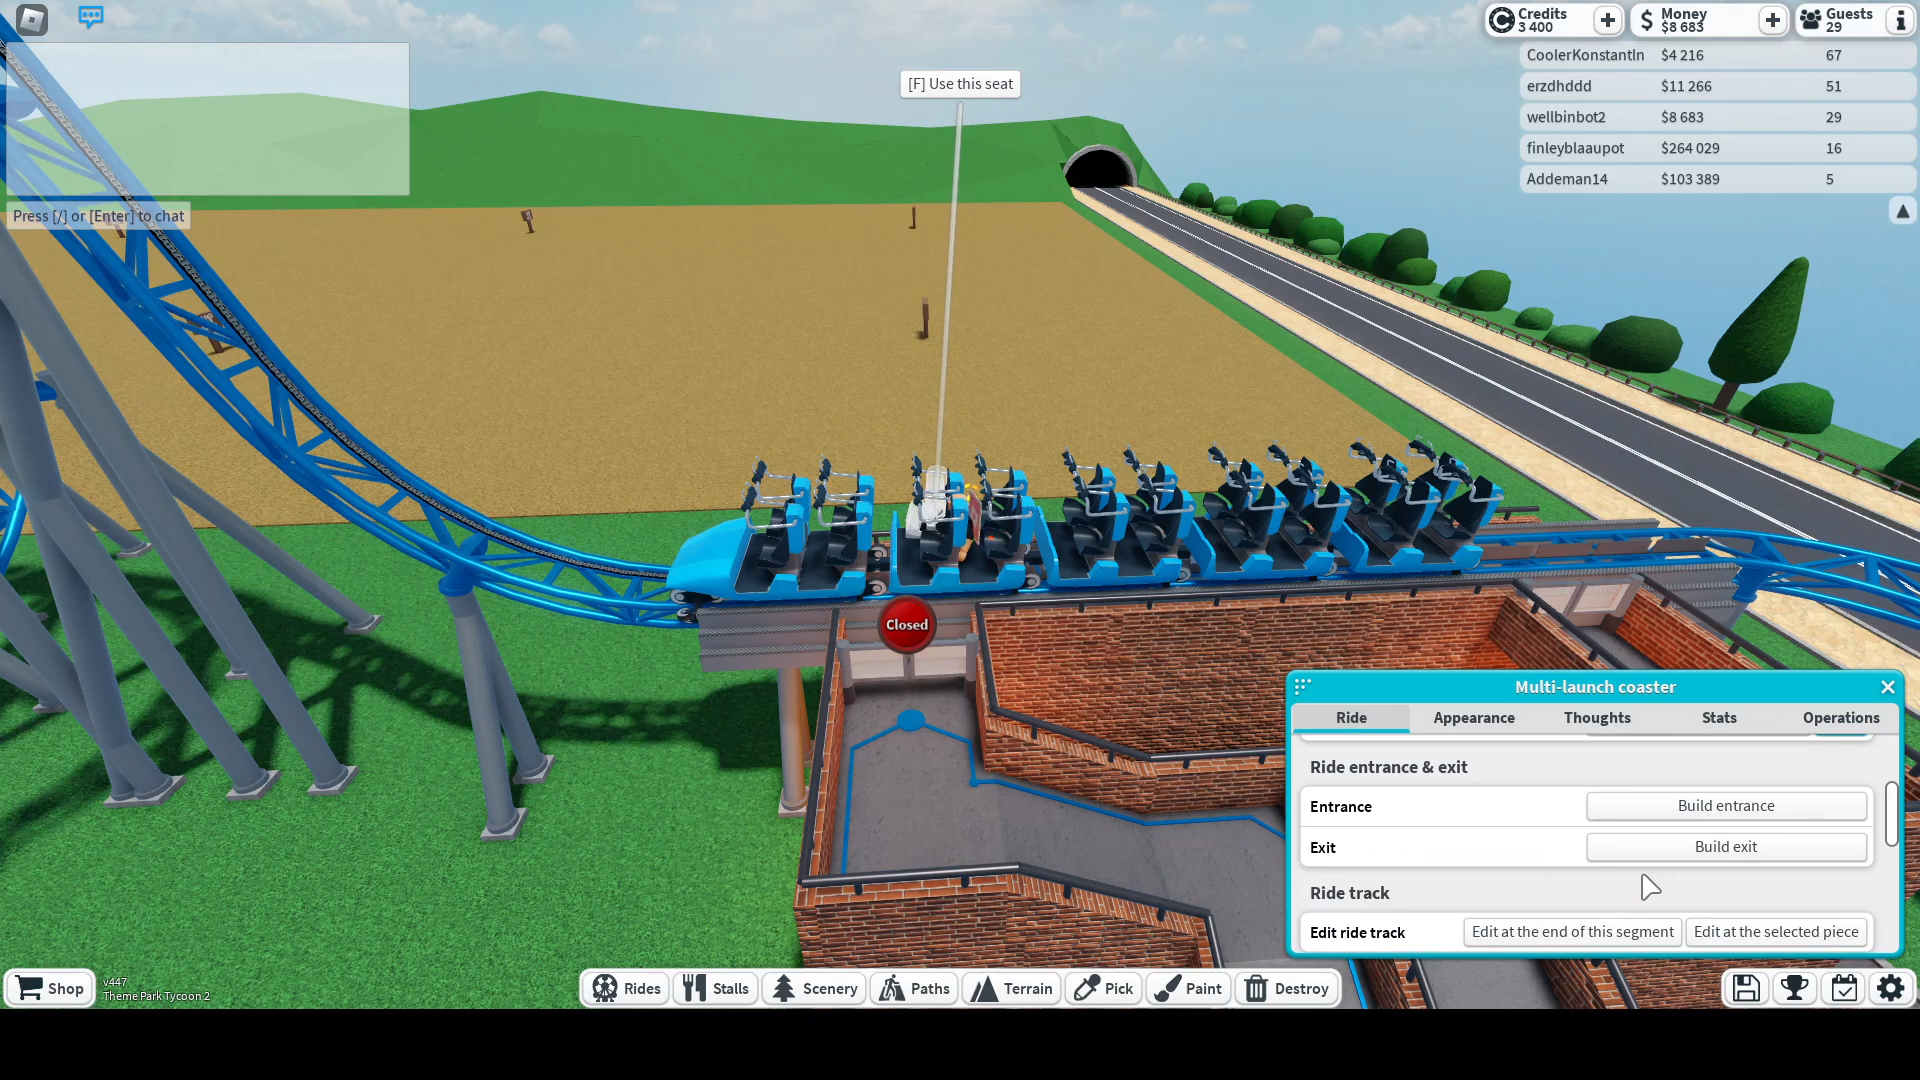 Credits
3 400
Money
$8 683
Guests
29
CoolerKonstantln $4 216 67
erzdhddd $11 266 51
wellbinbot2 $8 683 29
finleyblaaupot $264 029 16
Addeman14 $103 389 5
[F] Use this seat
Press [/] or [Enter] to chat
Closed
Multi-launch coaster
Ride Appearance Thoughts Stats Operations
Ride entrance & exit
Entrance Build entrance
Exit Build exit
Ride track
Edit ride track Edit at the end of this segment Edit at the selected piece
Shop
v447
Theme Park Tycoon 2
Rides Stalls Scenery Paths Terrain Pick Paint Destroy